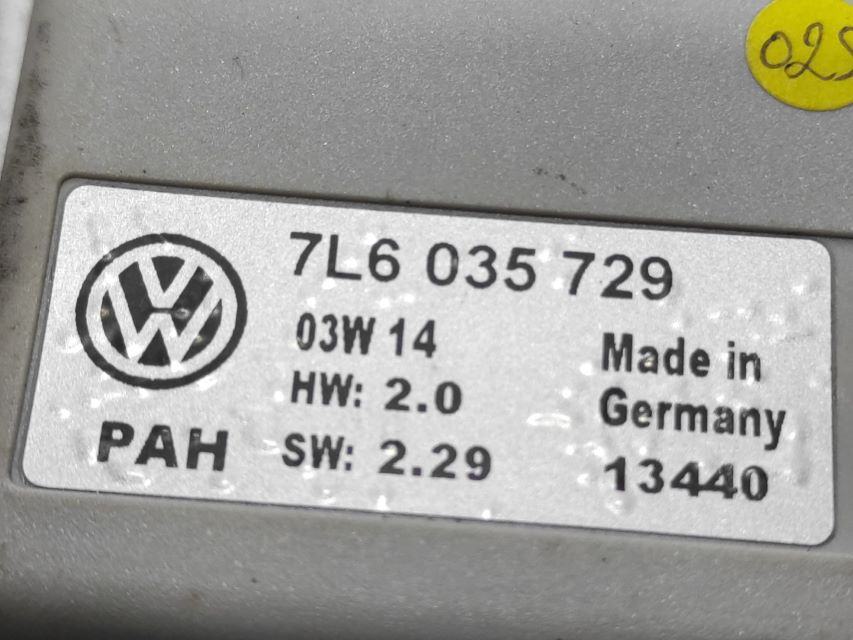 7L6 035 729
03W 14
HW: 2.0
SW: 2.29
PAH
Made in
Germany
13440